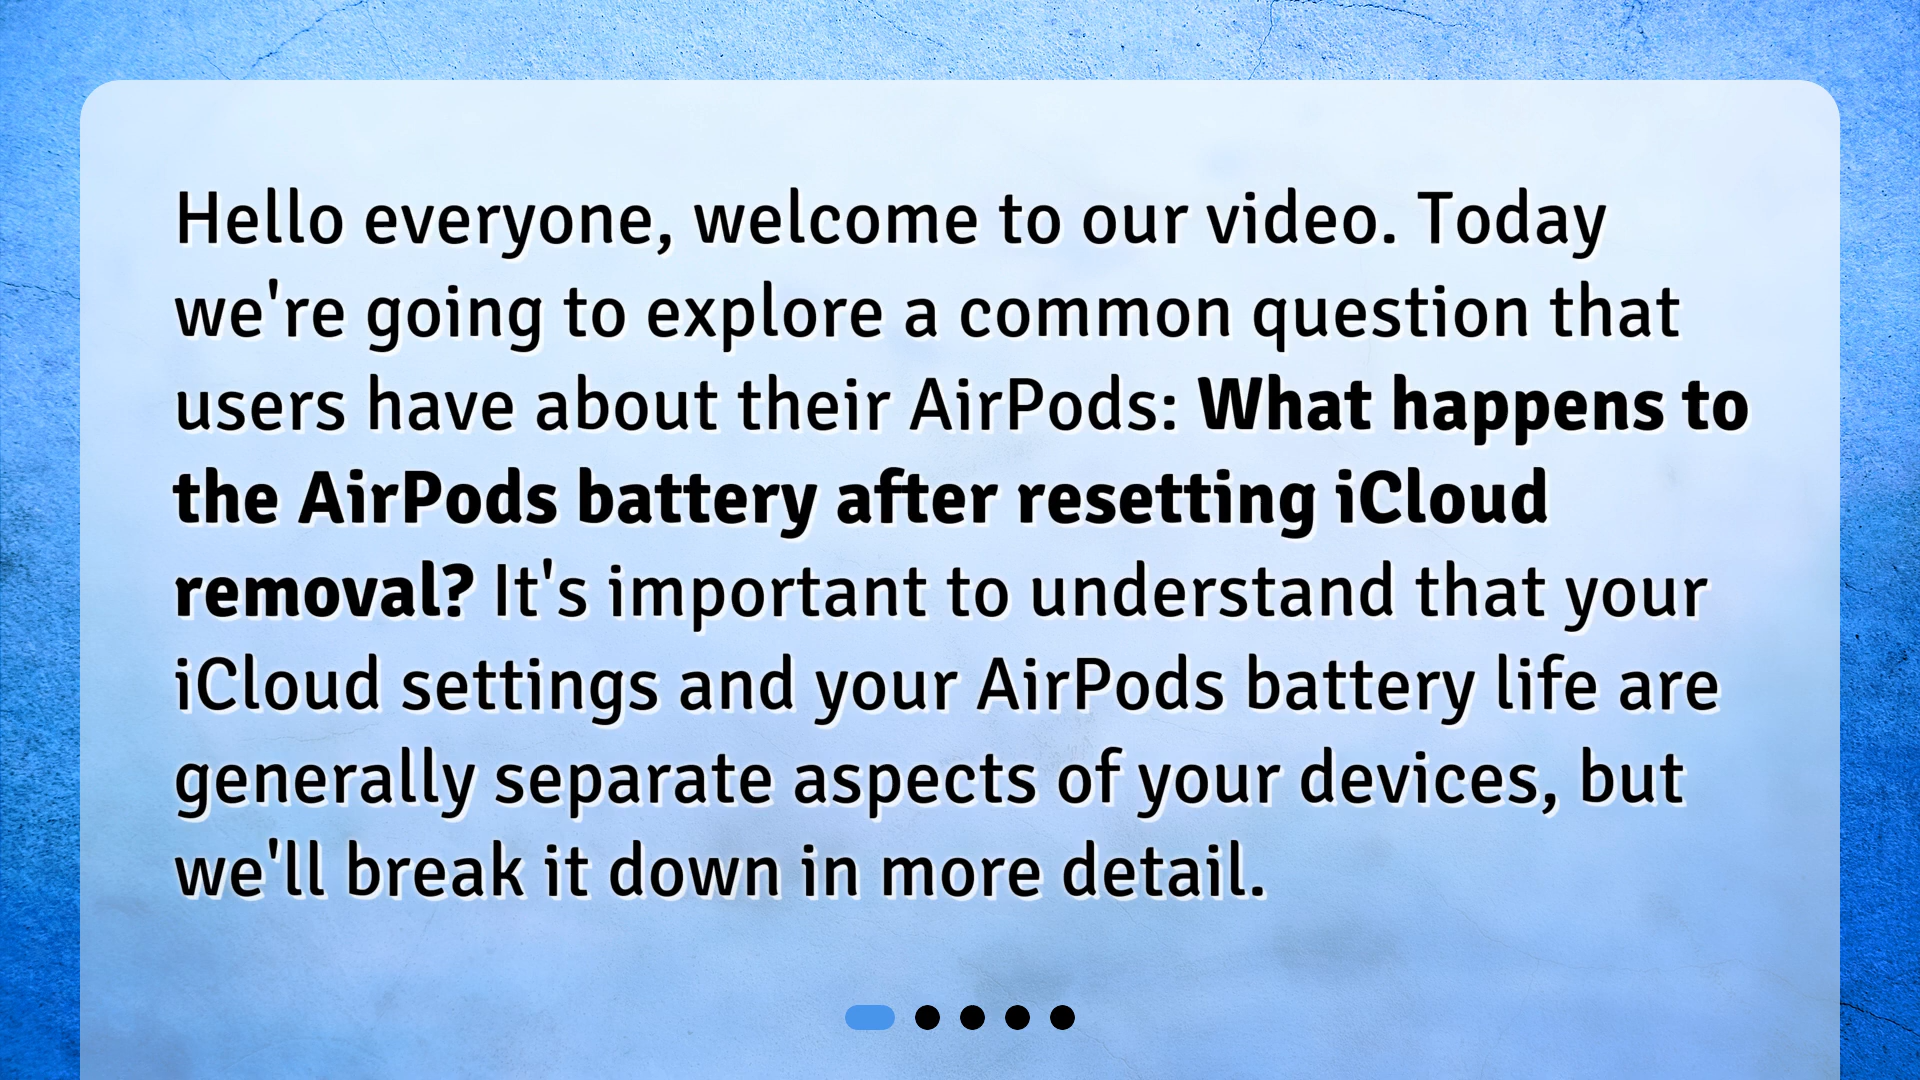 Hello everyone, welcome to our video. Today
we're going to explore a common question that
users have about their AirPods: What happens to
the AirPods battery after resetting iCloud
removal? It's important to understand that your
iCloud settings and your AirPods battery life are
generally separate aspects of your devices, but
we'll break it down in more detail.